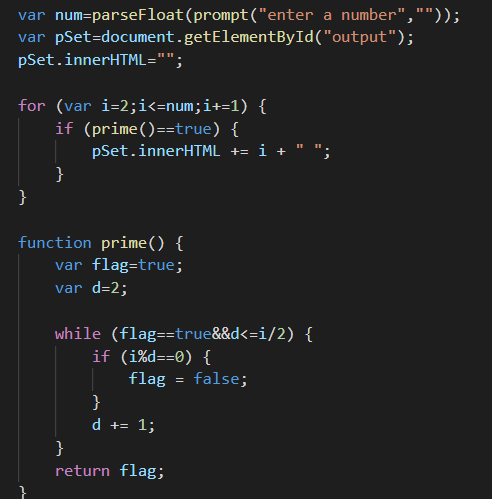 var num=parseFloat(prompt("enter a number",""));
var pSet=document.getElementById("output");
pSet.innerHTML="";

for (var i=2;i<=num;i+=1) {
    if (prime()==true) {
        pSet.innerHTML += i + " ";
    }
}

function prime() {
    var flag=true;
    var d=2;

    while (flag==true&&d<=i/2) {
        if (i%d==0) {
            flag = false;
        }
        d += 1;
    }
    return flag;
}